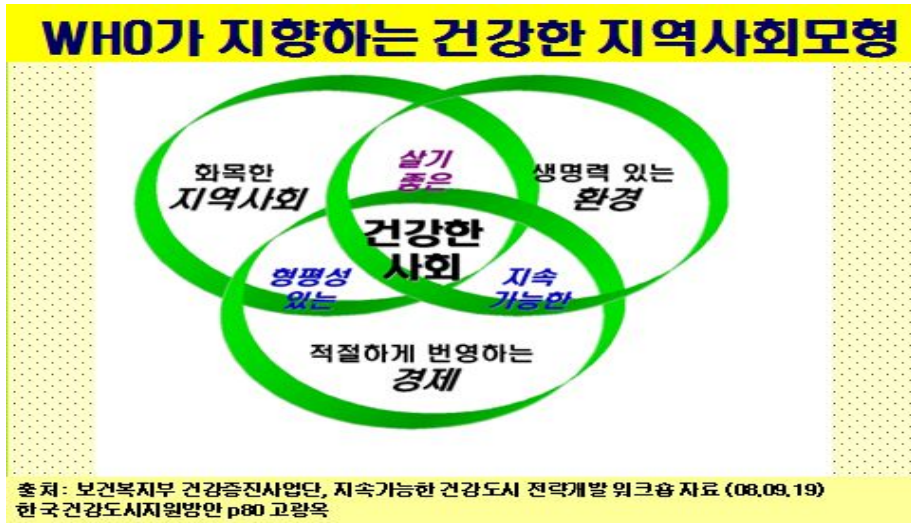 WHO가 지향하는 건강한 지역사회모형
화목한
지역사회
살기
좋은
생명력 있는
환경
건강한
사회
형평성
있는
지속
가능한
적절하게 번영하는
경제
출처: 보건복지부 건강증진사업단, 지속가능한 건강도시 전략개발 워크숍 자료 (08.09.19)
한국건강도시지원방안 p80 고광욱